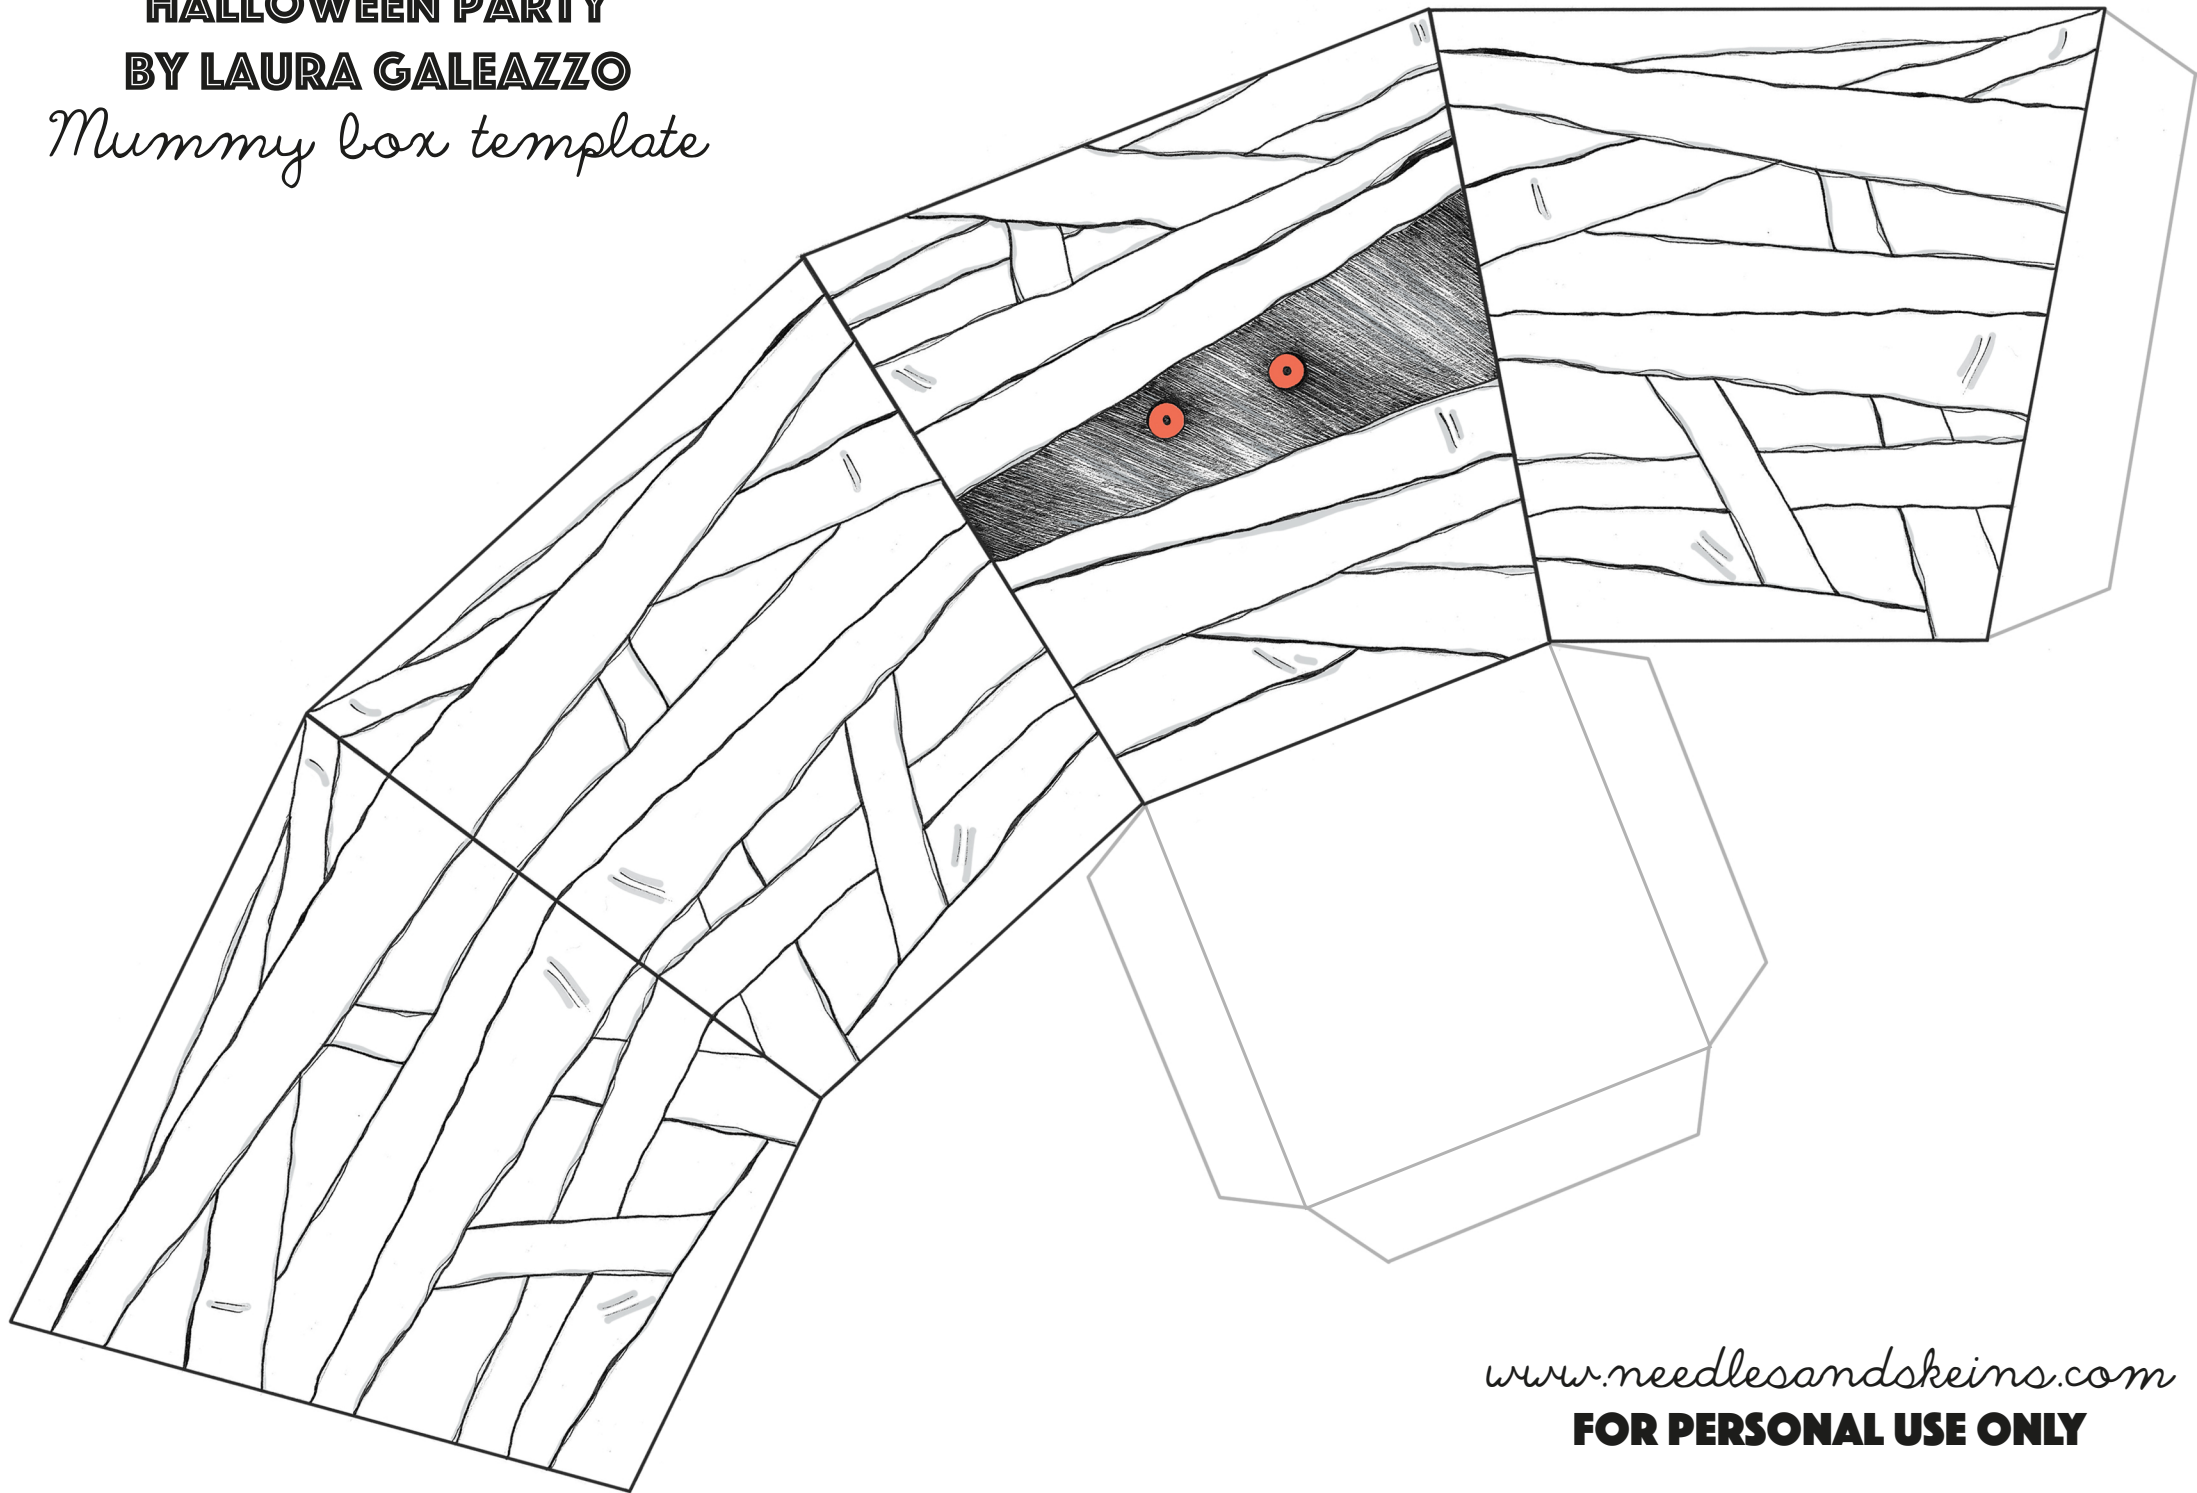 HALLOWEEN PARTY
BY LAURA GALEAZZO
Mummy box template
www.needlesandskeins.com
FOR PERSONAL USE ONLY